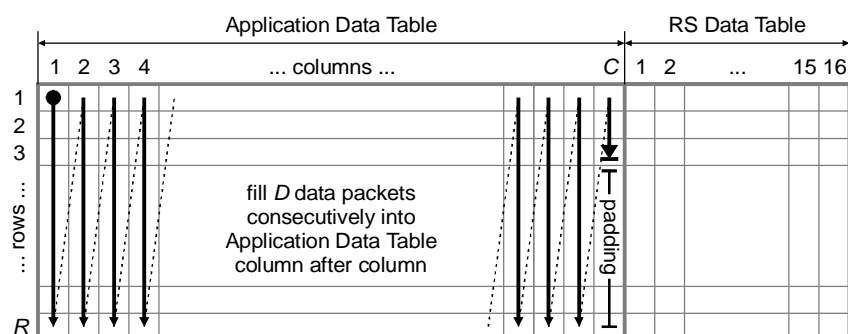 Application Data Table RS Data Table
1 2 3 4 ... columns ... C 1 2 ... 15 16
1
2
3
... rows ...
R
fill D data packets
consecutively into
Application Data Table
column after column
padding